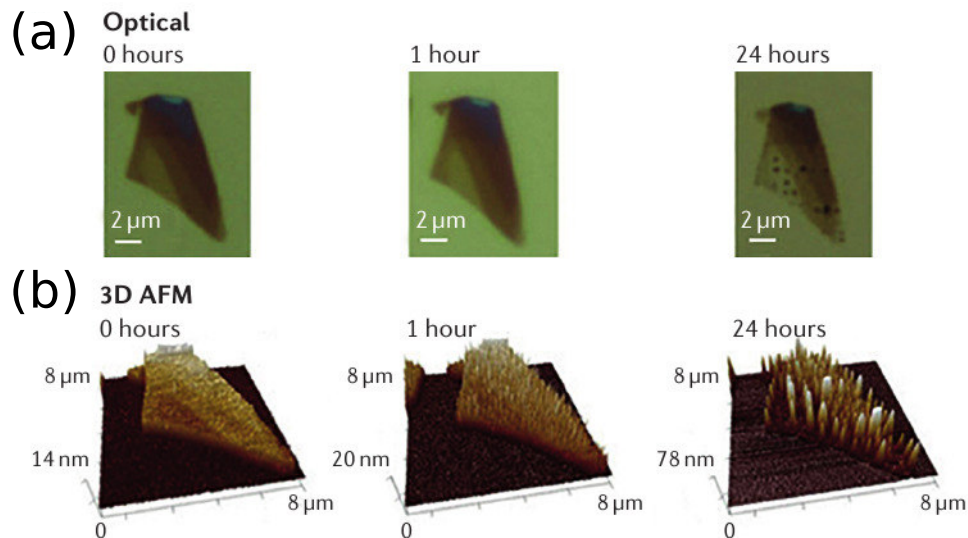 (a)
Optical
0 hours
1 hour
24 hours
2 µm
2 µm
2 µm
(b)
3D AFM
0 hours
1 hour
24 hours
8 µm
8 µm
8 µm
14 nm
20 nm
78 nm
8 µm
8 µm
8 µm
0
0
0